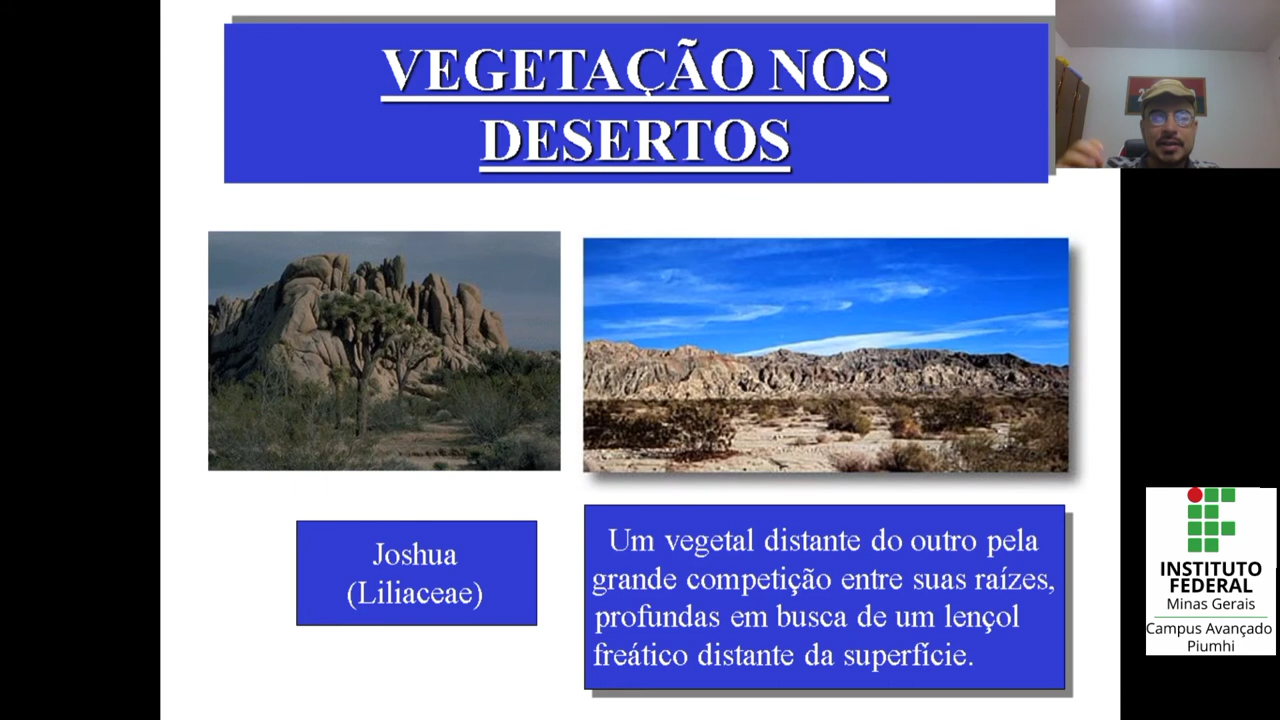 VEGETAÇÃO NOS
DESERTOS
Joshua
(Liliaceae)
Um vegetal distante do outro pela
grande competição entre suas raízes,
profundas em busca de um lençol
freático distante da superfície.
INSTITUTO
FEDERAL
Minas Gerais
Campus Avançado
Piumhi